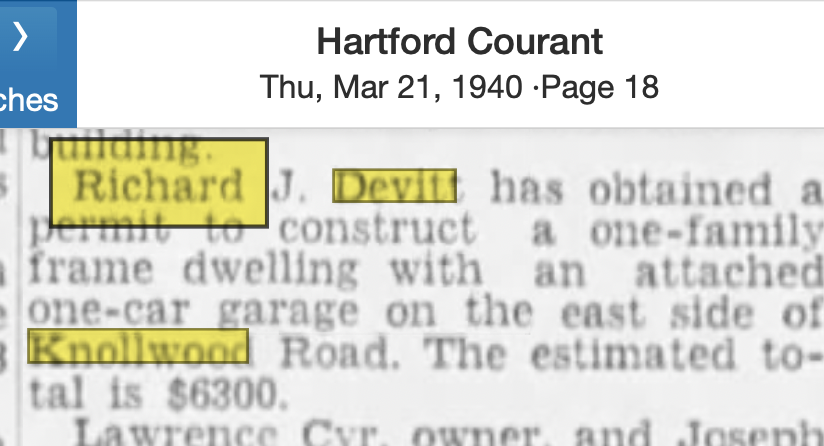 ❯
ches
Hartford Courant
Thu, Mar 21, 1940 ·Page 18
building.
Richard J. Devitt has obtained a
permit to construct a one-family
frame dwelling with an attached
one-car garage on the east side of
Knollwood Road. The estimated to-
tal is $6300.
Lawrence Cyr, owner, and Joseph